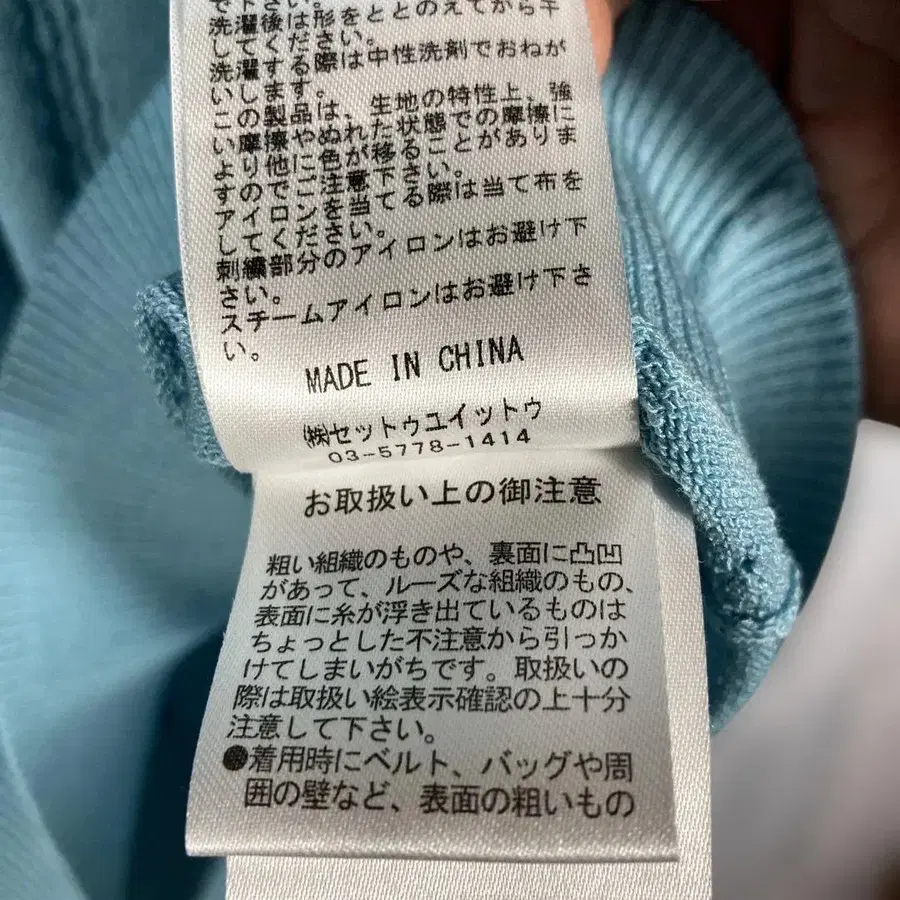 で下さい。
洗濯後は形をととのえてから干
してください。
洗濯する際は中性洗剤でおねが
いします。
この製品は、生地の特性上、強
い摩擦やぬれた状態での摩擦に
より他に色が移ることがありま
すのでご注意下さい。
アイロンを当てる際は当て布を
してください。
刺繍部分のアイロンはお避け下
さい。
スチームアイロンはお避け下さ
い。
MADE IN CHINA
㈱セットゥユイットゥ
03-5778-1414
お取扱い上の御注意
粗い組織のものや、裏面に凸凹
があって、ルーズな組織のもの、
表面に糸が浮き出ているものは
ちょっとした不注意から引っか
けてしまいがちです。取扱いの
際は取扱い絵表示確認の上十分
注意して下さい。
●着用時にベルト、バッグや周
囲の壁など、表面の粗いもの